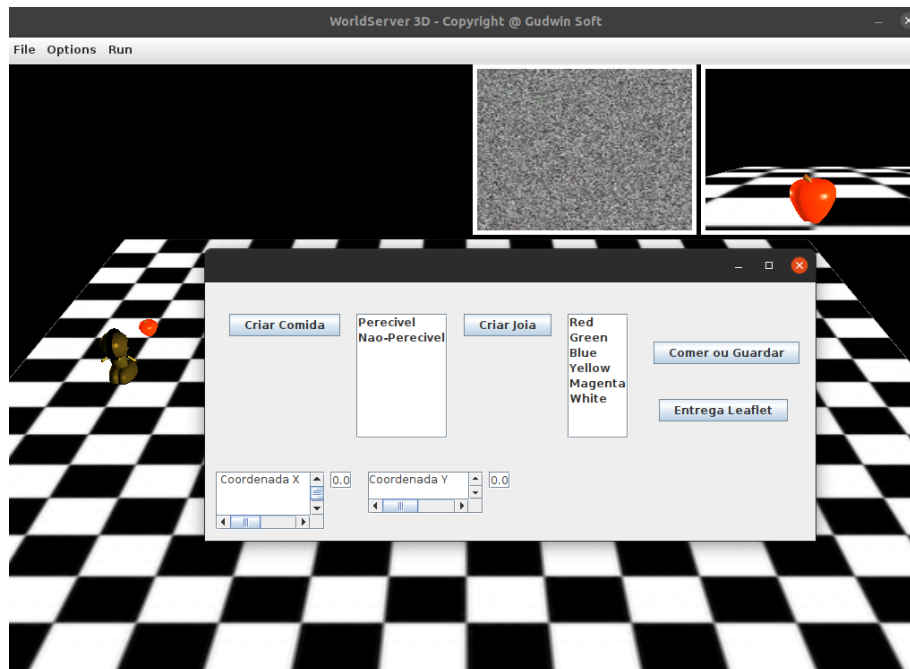 WorldServer 3D - Copyright @ Gudwin Soft
File Options Run
Criar Comida
Perecivel
Nao-Perecivel
Criar Joia
Red
Green
Blue
Yellow
Magenta
White
Comer ou Guardar
Entrega Leaflet
Coordenada X
0.0
Coordenada Y
0.0